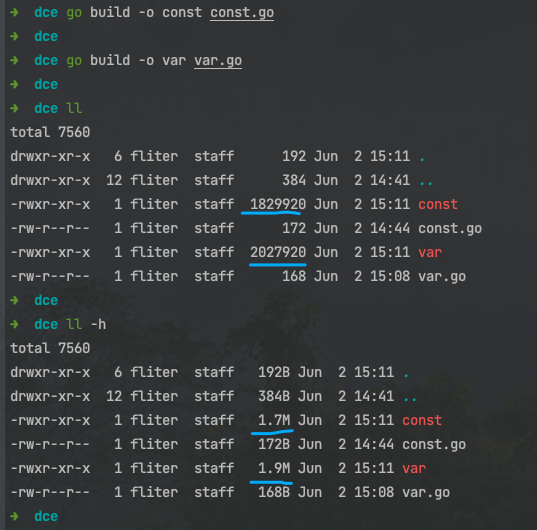 ➜  dce go build -o const const.go
➜  dce
➜  dce go build -o var var.go
➜  dce
➜  dce ll
total 7560
drwxr-xr-x   6 fliter  staff      192 Jun  2 15:11 .
drwxr-xr-x  12 fliter  staff      384 Jun  2 14:41 ..
-rwxr-xr-x   1 fliter  staff  1829920 Jun  2 15:11 const
-rw-r--r--   1 fliter  staff      172 Jun  2 14:44 const.go
-rwxr-xr-x   1 fliter  staff  2027920 Jun  2 15:11 var
-rw-r--r--   1 fliter  staff      168 Jun  2 15:08 var.go
➜  dce
➜  dce ll -h
total 7560
drwxr-xr-x   6 fliter  staff   192B Jun  2 15:11 .
drwxr-xr-x  12 fliter  staff   384B Jun  2 14:41 ..
-rwxr-xr-x   1 fliter  staff   1.7M Jun  2 15:11 const
-rw-r--r--   1 fliter  staff   172B Jun  2 14:44 const.go
-rwxr-xr-x   1 fliter  staff   1.9M Jun  2 15:11 var
-rw-r--r--   1 fliter  staff   168B Jun  2 15:08 var.go
➜  dce